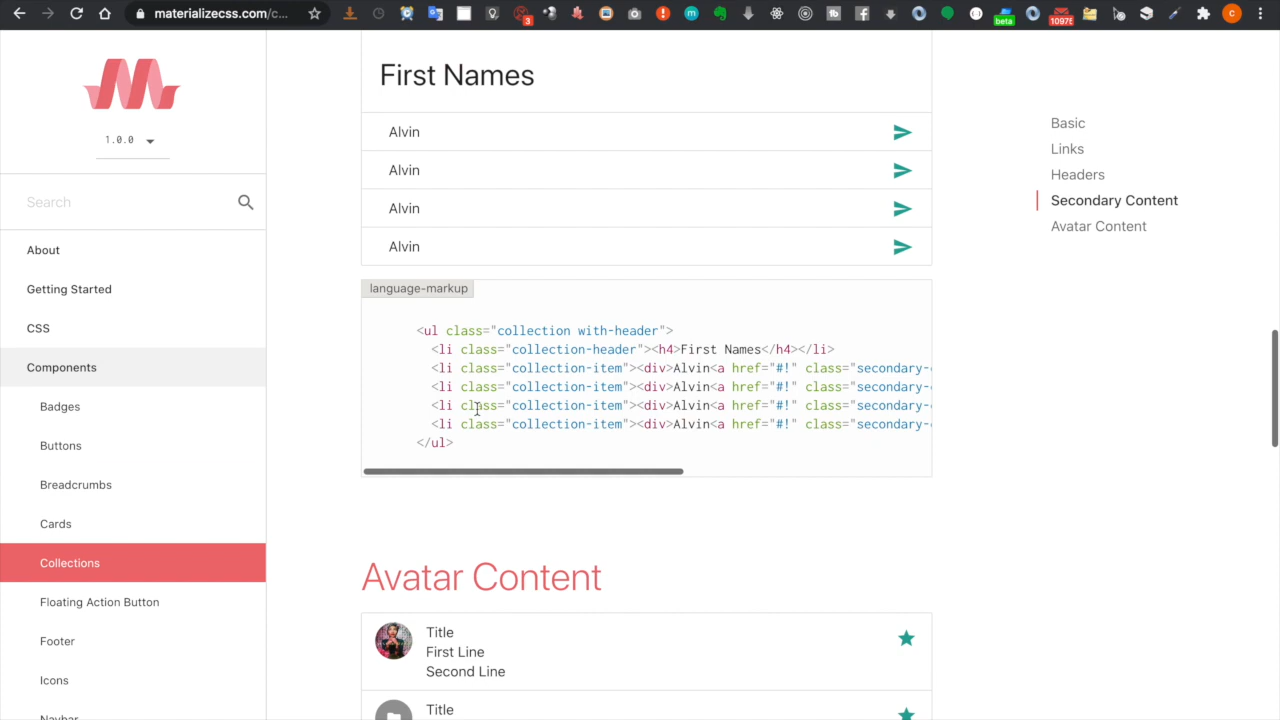 materializecss.com/c...
3
beta
1097
C
1.0.0
Search
About
Getting Started
CSS
Components
Badges
Buttons
Breadcrumbs
Cards
Collections
Floating Action Button
Footer
Icons
Navbar
First Names
Alvin
Alvin
Alvin
Alvin
language-markup
<ul class="collection with-header">
<li class="collection-header"><h4>First Names</h4></li>
<li class="collection-item"><div>Alvin<a href="#!" class="secondary-
<li class="collection-item"><div>Alvin<a href="#!" class="secondary-
<li class="collection-item"><div>Alvin<a href="#!" class="secondary-
<li class="collection-item"><div>Alvin<a href="#!" class="secondary-
</ul>
Avatar Content
Title
First Line
Second Line
Title
Basic
Links
Headers
Secondary Content
Avatar Content